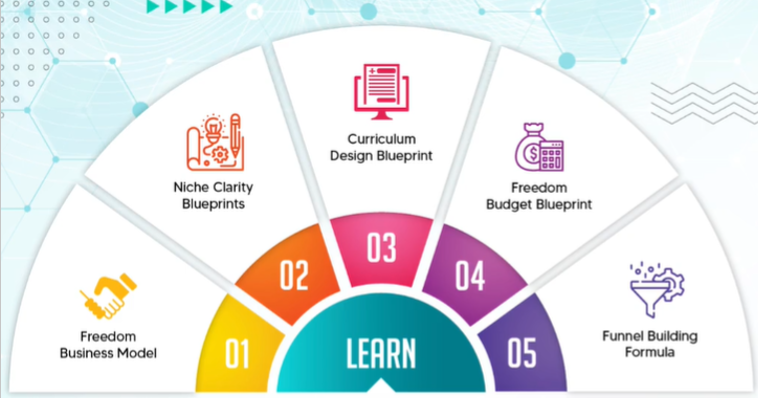 Freedom
Business Model
01
Niche Clarity
Blueprints
02
Curriculum
Design Blueprint
03
Freedom
Budget Blueprint
04
Funnel Building
Formula
05
LEARN